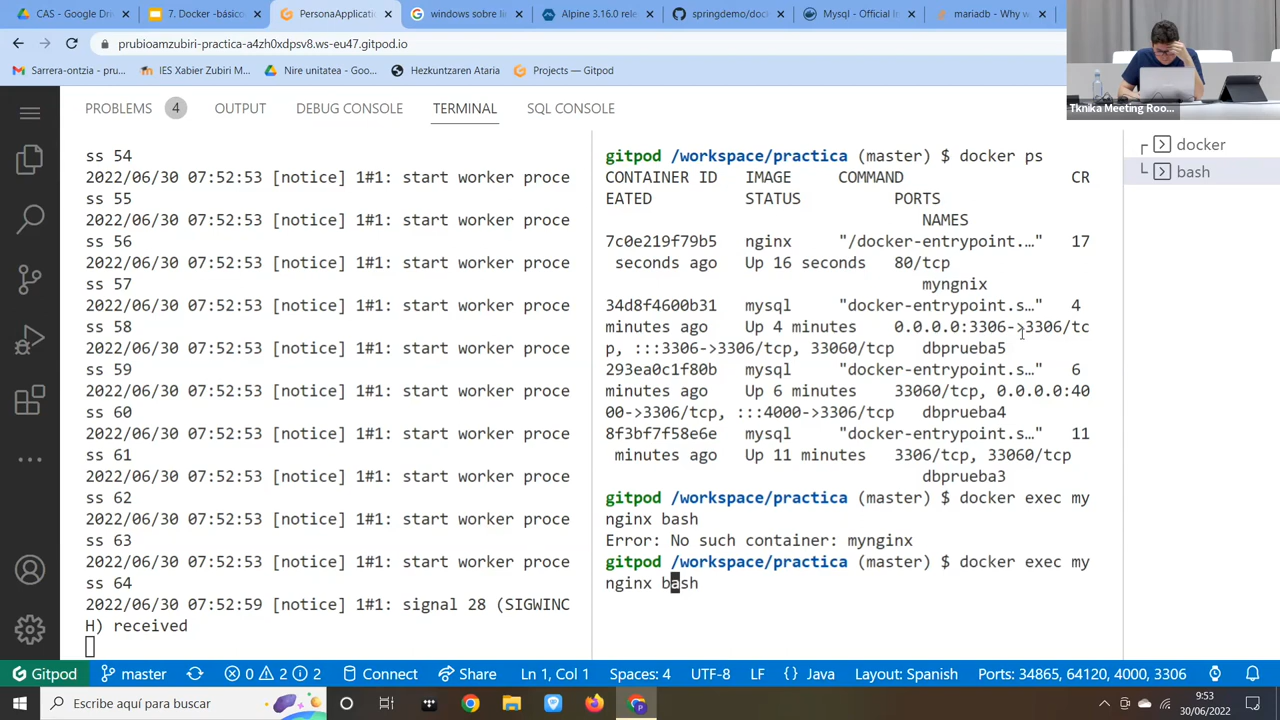 CAS - Drive
7. Docker -básico
PersonaApplication
windows sobre l
Alpine 3.16.0 rele
springdemo/docke
Mysql - Official In
mariadb - Why w
prubioamzubiri-practica-a4zh0xdpsv8.ws-eu47.gitpod.io
Sarrera-ontzia - pru...
IES Xabier Zubiri M...
Nire unitatea - Goo...
Hezkuntzaren Ataria
Projects — Gitpod
Tknika Meeting Roo...
PROBLEMS 4 OUTPUT DEBUG CONSOLE TERMINAL SQL CONSOLE
ss 54
2022/06/30 07:52:53 [notice] 1#1: start worker proce
ss 55
2022/06/30 07:52:53 [notice] 1#1: start worker proce
ss 56
2022/06/30 07:52:53 [notice] 1#1: start worker proce
ss 57
2022/06/30 07:52:53 [notice] 1#1: start worker proce
ss 58
2022/06/30 07:52:53 [notice] 1#1: start worker proce
ss 59
2022/06/30 07:52:53 [notice] 1#1: start worker proce
ss 60
2022/06/30 07:52:53 [notice] 1#1: start worker proce
ss 61
2022/06/30 07:52:53 [notice] 1#1: start worker proce
ss 62
2022/06/30 07:52:53 [notice] 1#1: start worker proce
ss 63
2022/06/30 07:52:53 [notice] 1#1: start worker proce
ss 64
2022/06/30 07:52:59 [notice] 1#1: signal 28 (SIGWINC
H) received
gitpod /workspace/practica (master) $ docker ps
CONTAINER ID IMAGE COMMAND CR
EATED STATUS PORTS
NAMES
7c0e219f79b5 nginx "/docker-entrypoint.…" 17
seconds ago Up 16 seconds 80/tcp
myngnix
34d8f4600b31 mysql "docker-entrypoint.s…" 4
minutes ago Up 4 minutes 0.0.0.0:3306->3306/tc
p, :::3306->3306/tcp, 33060/tcp dbprueba5
293ea0c1f80b mysql "docker-entrypoint.s…" 6
minutes ago Up 6 minutes 33060/tcp, 0.0.0.0:40
00->3306/tcp, :::4000->3306/tcp dbprueba4
8f3bf7f58e6e mysql "docker-entrypoint.s…" 11
minutes ago Up 11 minutes 3306/tcp, 33060/tcp
dbprueba3
gitpod /workspace/practica (master) $ docker exec my
nginx bash
Error: No such container: mynginx
gitpod /workspace/practica (master) $ docker exec my
nginx bash
docker
bash
Gitpod master 0 2 2 Connect Share Ln 1, Col 1 Spaces: 4 UTF-8 LF {} Java Layout: Spanish Ports: 34865, 64120, 4000, 3306
Escribe aquí para buscar
9:53
30/06/2022